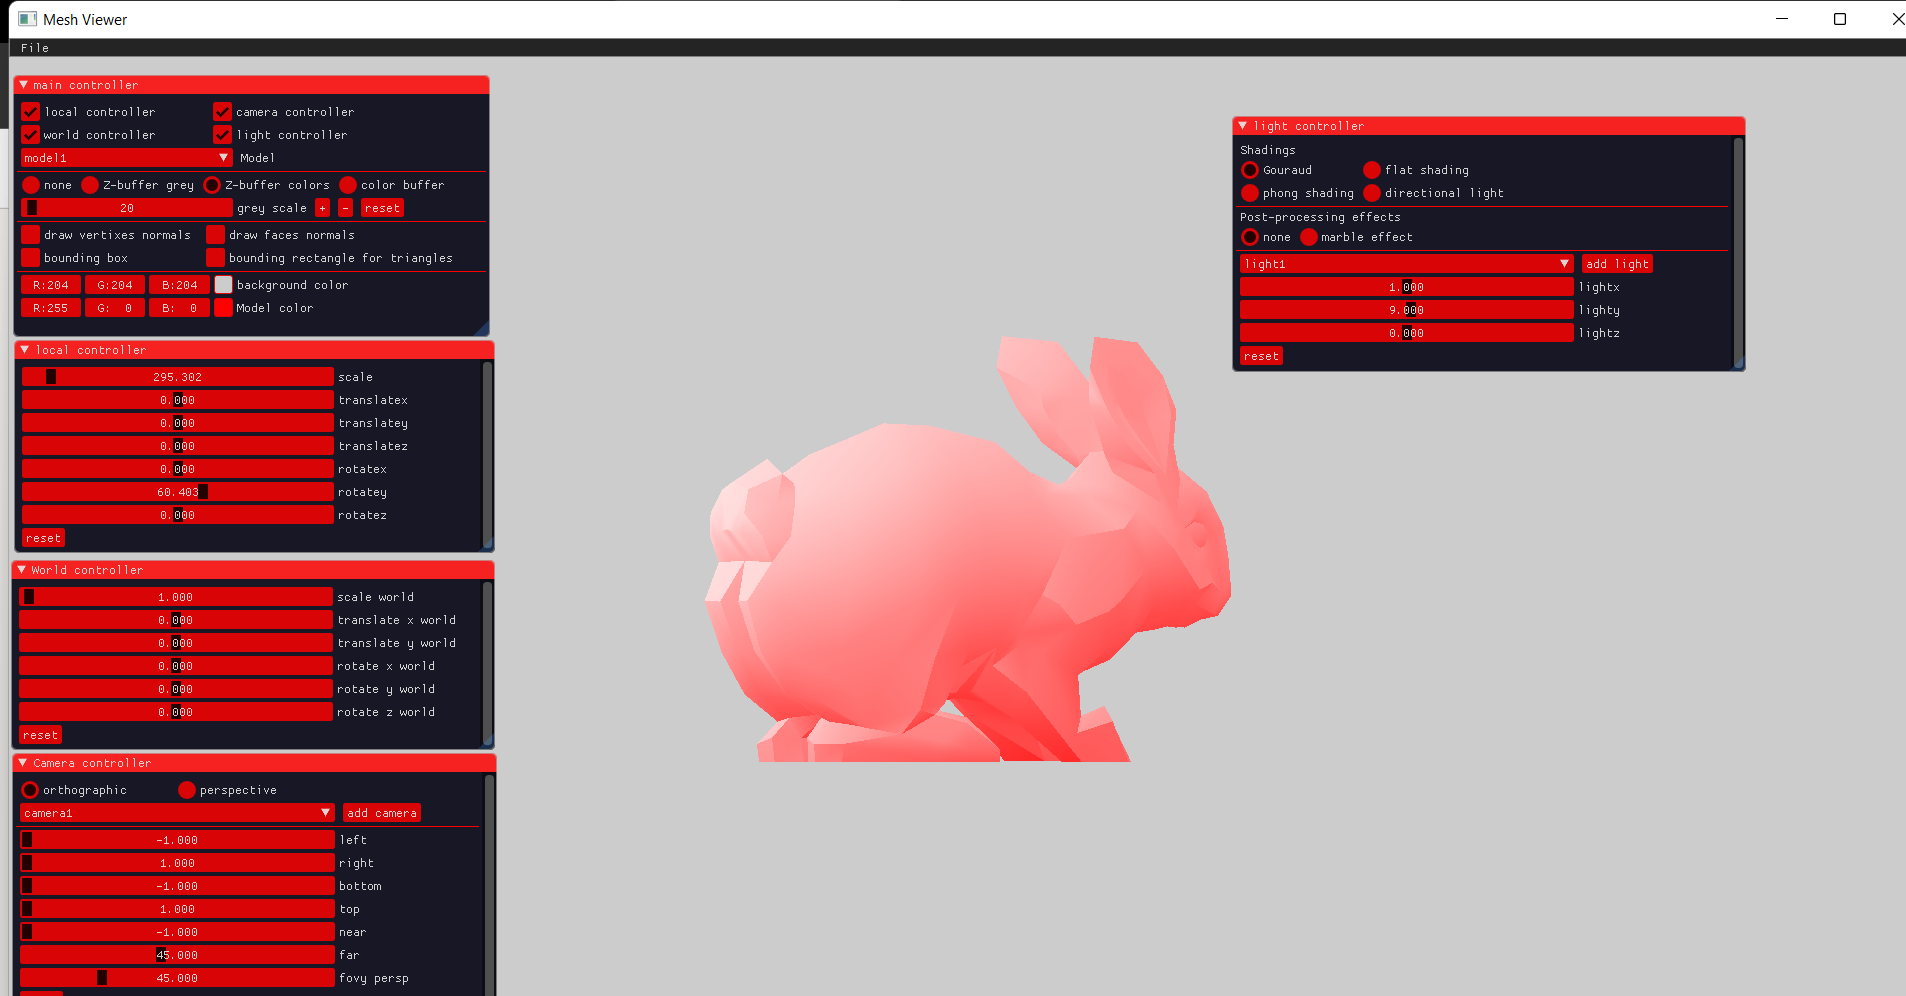 Mesh Viewer
File
main controller
local controller camera controller
world controller light controller
model1 Model
none Z-buffer grey Z-buffer colors color buffer
20 grey scale + - reset
draw vertixes normals draw faces normals
bounding box bounding rectangle for triangles
R:204 G:204 B:204 background color
R:255 G: 0 B: 0 Model color
local controller
295.302 scale
0.000 translatex
0.000 translatey
0.000 translatez
0.000 rotatex
60.403 rotatey
0.000 rotatez
reset
World controller
1.000 scale world
0.000 translate x world
0.000 translate y world
0.000 rotate x world
0.000 rotate y world
0.000 rotate z world
reset
Camera controller
orthographic perspective
camera1 add camera
-1.000 left
1.000 right
-1.000 bottom
1.000 top
-1.000 near
45.000 far
45.000 fovy persp
light controller
Shadings
Gouraud flat shading
phong shading directional light
Post-processing effects
none marble effect
light1 add light
1.000 lightx
9.000 lighty
0.000 lightz
reset